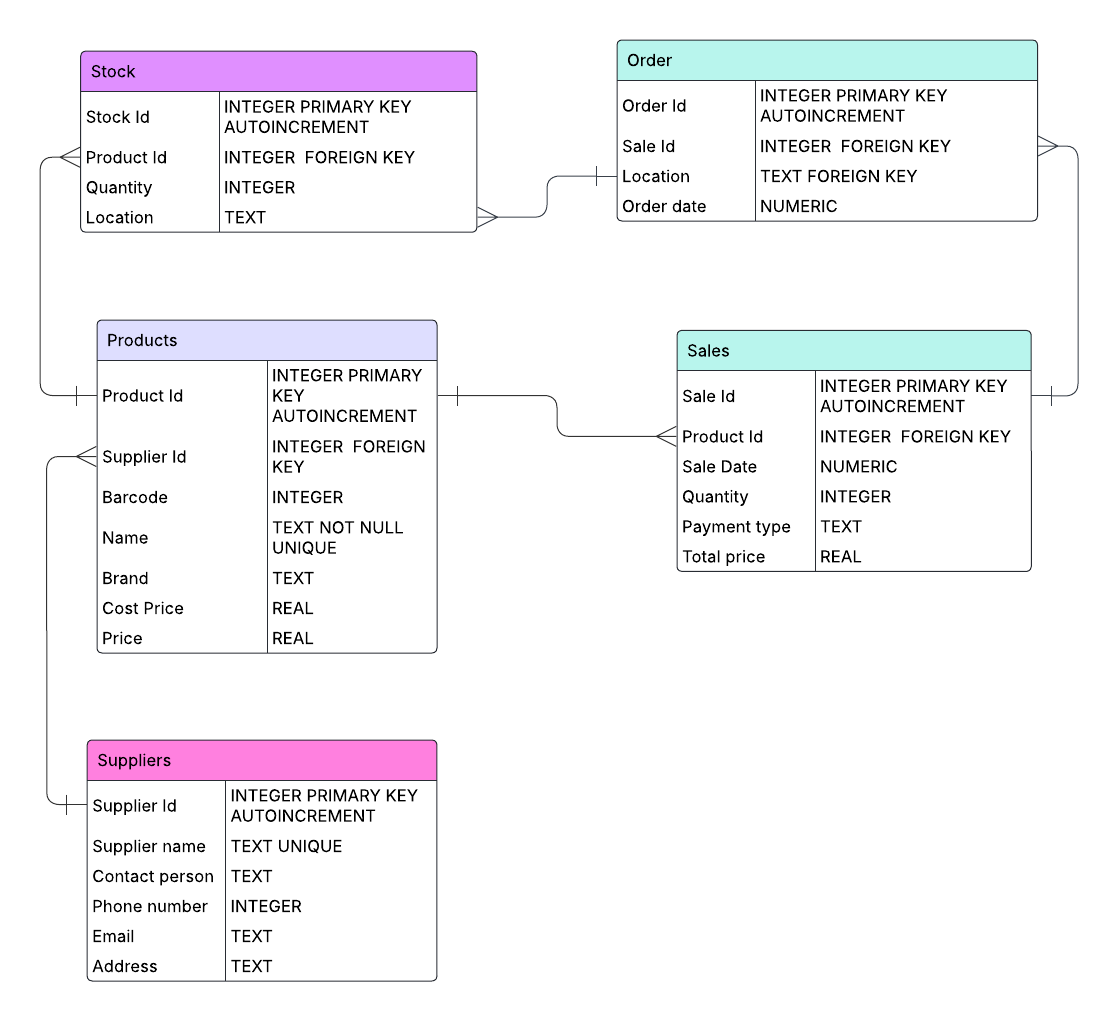 Stock
Stock Id INTEGER PRIMARY KEY
AUTOINCREMENT
Product Id INTEGER  FOREIGN KEY
Quantity INTEGER
Location TEXT
Order
Order Id INTEGER PRIMARY KEY
AUTOINCREMENT
Sale Id INTEGER  FOREIGN KEY
Location TEXT FOREIGN KEY
Order date NUMERIC
Products
Product Id INTEGER PRIMARY
KEY
AUTOINCREMENT
Supplier Id INTEGER  FOREIGN
KEY
Barcode INTEGER
Name TEXT NOT NULL
UNIQUE
Brand TEXT
Cost Price REAL
Price REAL
Sales
Sale Id INTEGER PRIMARY KEY
AUTOINCREMENT
Product Id INTEGER  FOREIGN KEY
Sale Date NUMERIC
Quantity INTEGER
Payment type TEXT
Total price REAL
Suppliers
Supplier Id INTEGER PRIMARY KEY
AUTOINCREMENT
Supplier name TEXT UNIQUE
Contact person TEXT
Phone number INTEGER
Email TEXT
Address TEXT